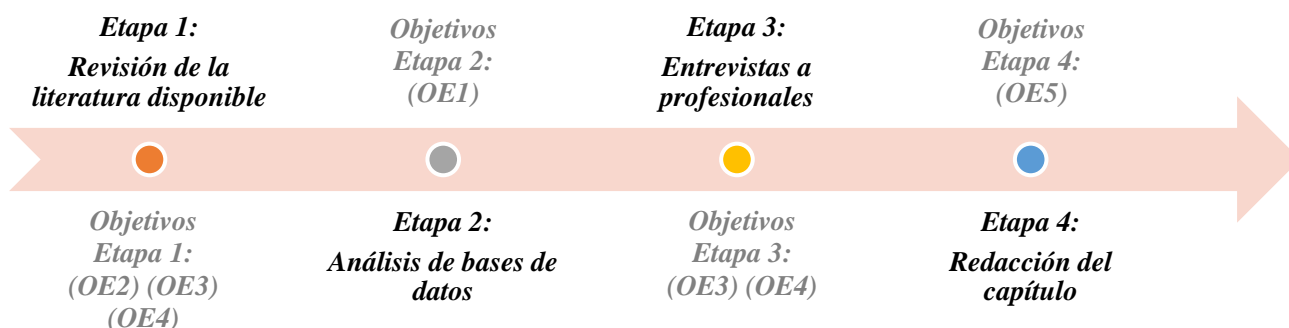 Etapa 1:
Revisión de la
literatura disponible
Objetivos
Etapa 1:
(OE2) (OE3)
(OE4)
Objetivos
Etapa 2:
(OE1)
Etapa 2:
Análisis de bases de
datos
Etapa 3:
Entrevistas a
profesionales
Objetivos
Etapa 3:
(OE3) (OE4)
Objetivos
Etapa 4:
(OE5)
Etapa 4:
Redacción del
capítulo